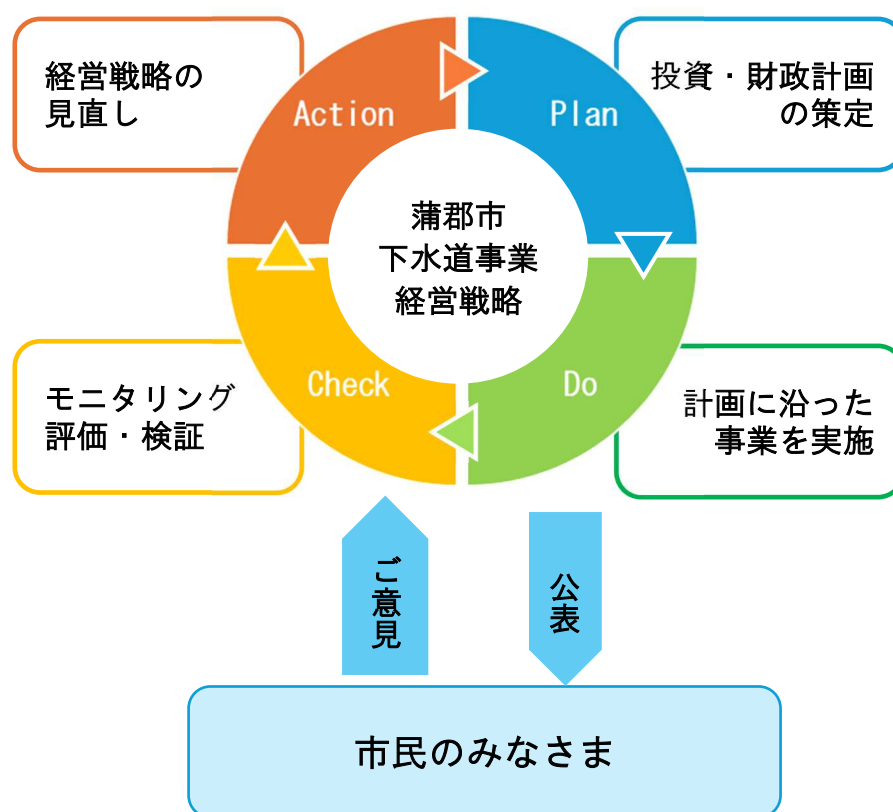 経営戦略の
見直し
Action
Plan
投資・財政計画
の策定
蒲郡市
下水道事業
経営戦略
モニタリング
評価・検証
Check
Do
計画に沿った
事業を実施
ご意見
公表
市民のみなさま